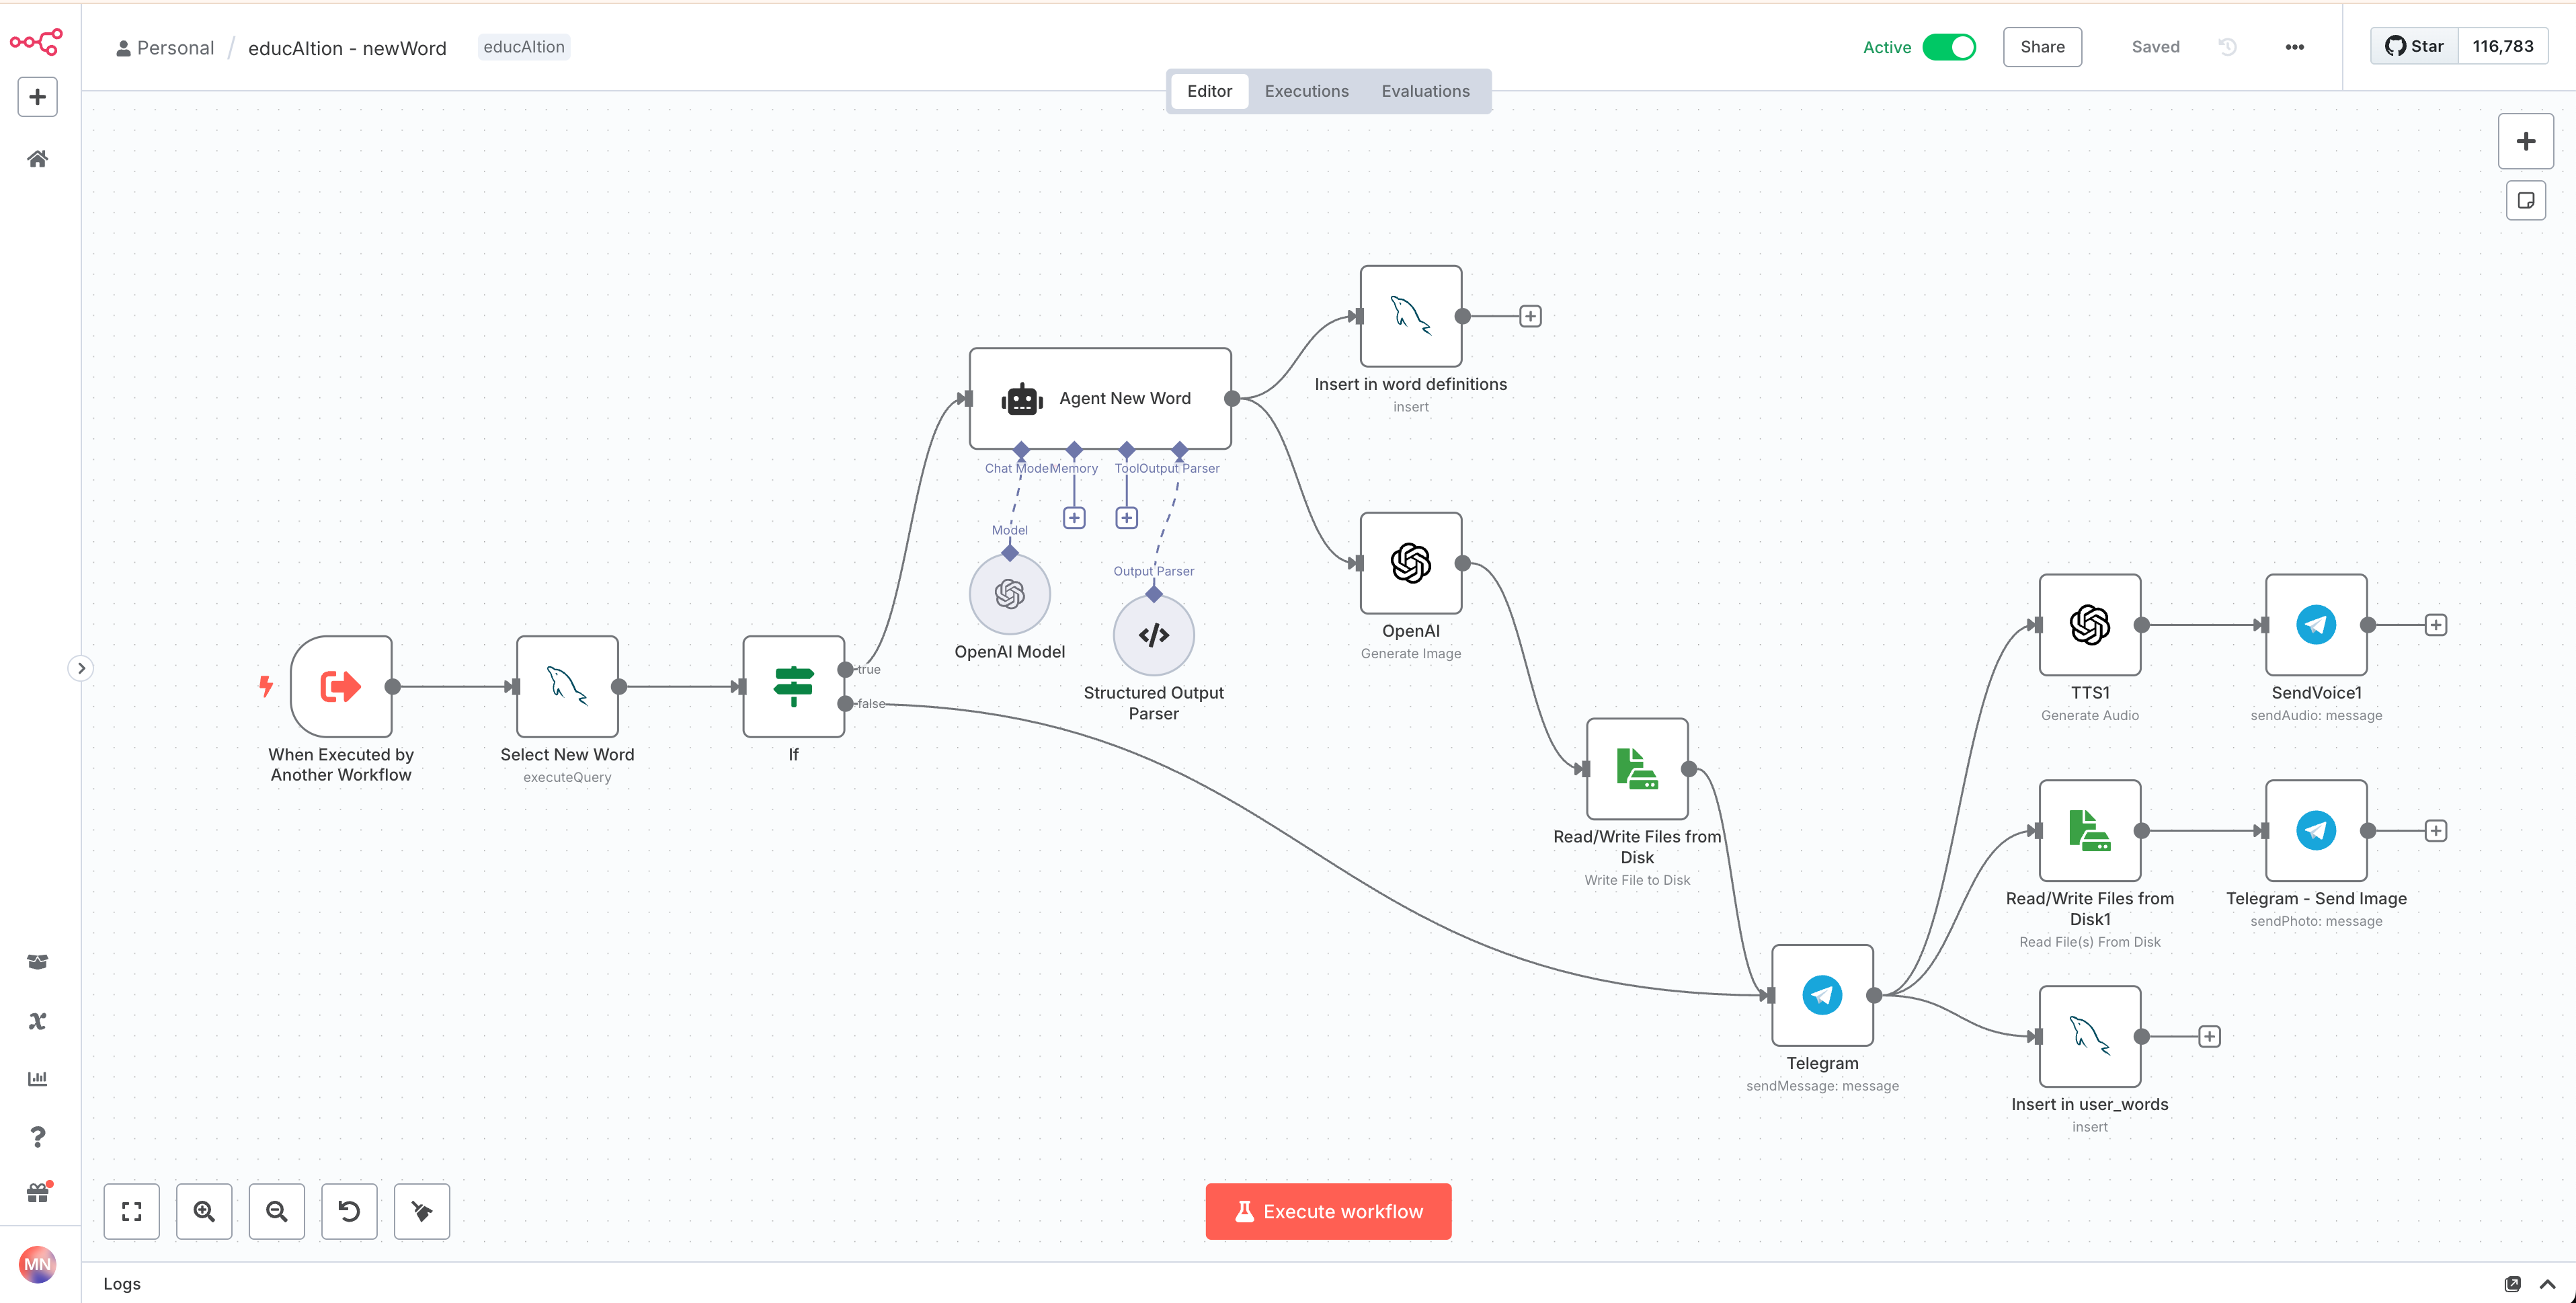 Personal / educAItion - newWord educAItion
Active Share Saved Star 116,783
Editor Executions Evaluations
Insert in word definitions
insert
Agent New Word
Chat Mode Memory Tool Output Parser
Model
Output Parser
OpenAI Model
Structured Output
Parser
OpenAI
Generate Image
true
false
When Executed by
Another Workflow
Select New Word
executeQuery
If
TTS1
Generate Audio
SendVoice1
sendAudio: message
Read/Write Files from
Disk
Write File to Disk
Read/Write Files from
Disk1
Read File(s) From Disk
Telegram - Send Image
sendPhoto: message
Telegram
sendMessage: message
Insert in user_words
insert
Execute workflow
MN
Logs